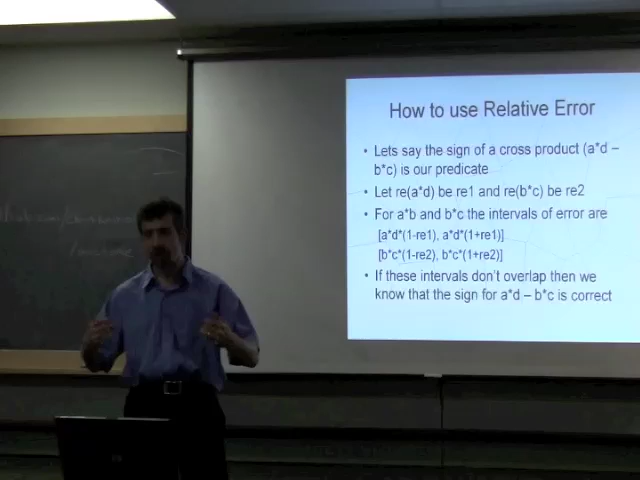 How to use Relative Error
• Lets say the sign of a cross product (a*d –
b*c) is our predicate
• Let re(a*d) be re1 and re(b*c) be re2
• For a*b and b*c the intervals of error are
[a*d*(1-re1), a*d*(1+re1)]
[b*c*(1-re2), b*c*(1+re2)]
• If these intervals don't overlap then we
know that the sign for a*d – b*c is correct